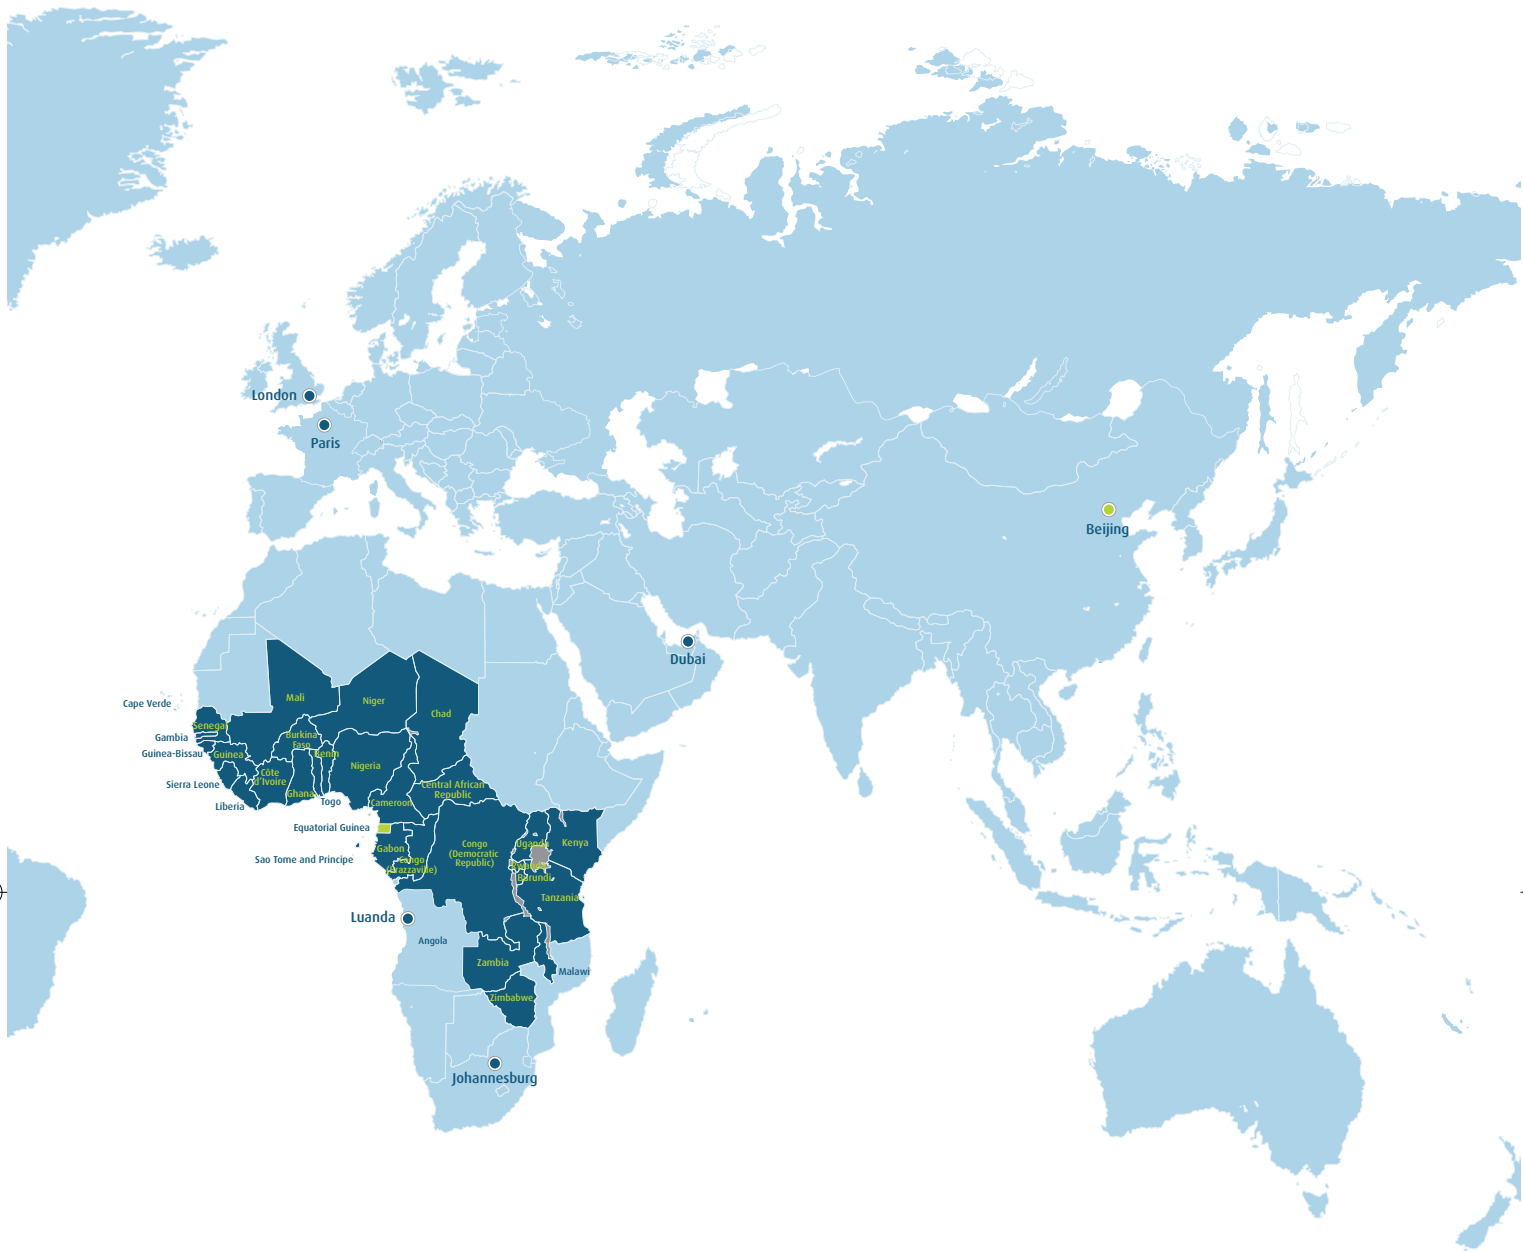 London
Paris
Beijing
Dubai
Mali
Niger
Chad
Cape Verde
Senegal
Burkina
Faso
Gambia
Guinea-Bissau
Guinea
Benin
Nigeria
Côte
d'Ivoire
Sierra Leone
Ghana
Togo
Liberia
Cameroon
Central African
Republic
Equatorial Guinea
Gabon
Congo
(Democratic
Republic)
Uganda
Kenya
Sao Tome and Principe
Congo
(Brazzaville)
Rwanda
Burundi
Tanzania
Luanda
Angola
Zambia
Malawi
Zimbabwe
Johannesburg